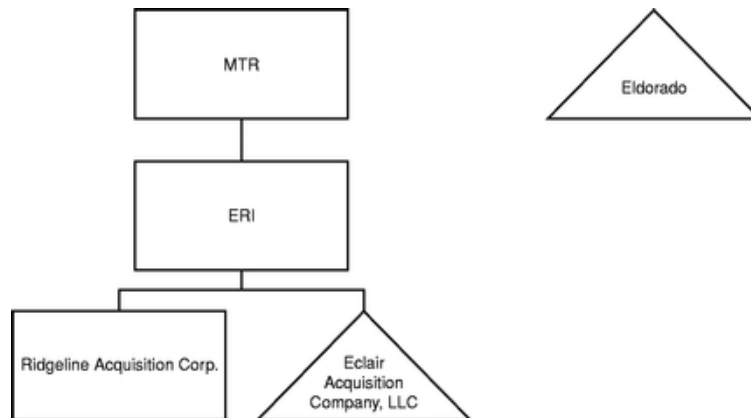 MTR
Eldorado
ERI
Ridgeline Acquisition Corp.
Eclair
Acquisition
Company, LLC